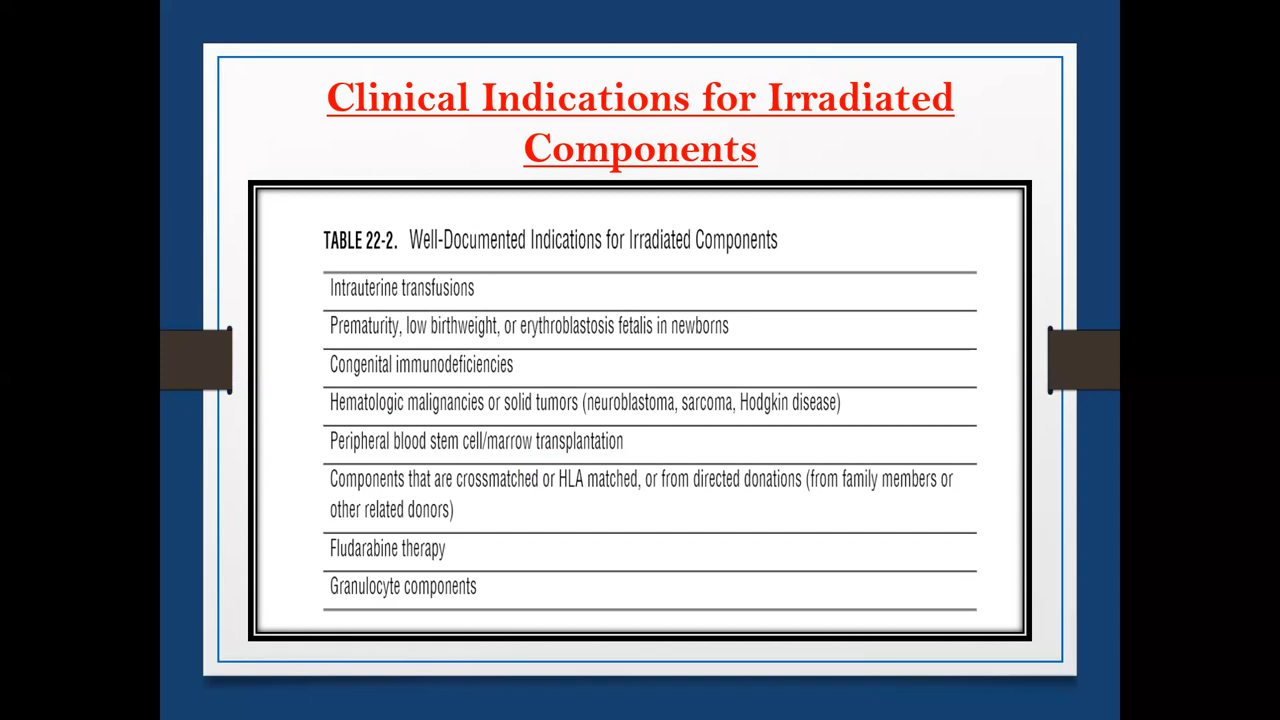 Clinical Indications for Irradiated
Components
TABLE 22-2. Well-Documented Indications for Irradiated Components
Intrauterine transfusions
Prematurity, low birthweight, or erythroblastosis fetalis in newborns
Congenital immunodeficiencies
Hematologic malignancies or solid tumors (neuroblastoma, sarcoma, Hodgkin disease)
Peripheral blood stem cell/marrow transplantation
Components that are crossmatched or HLA matched, or from directed donations (from family members or
other related donors)
Fludarabine therapy
Granulocyte components